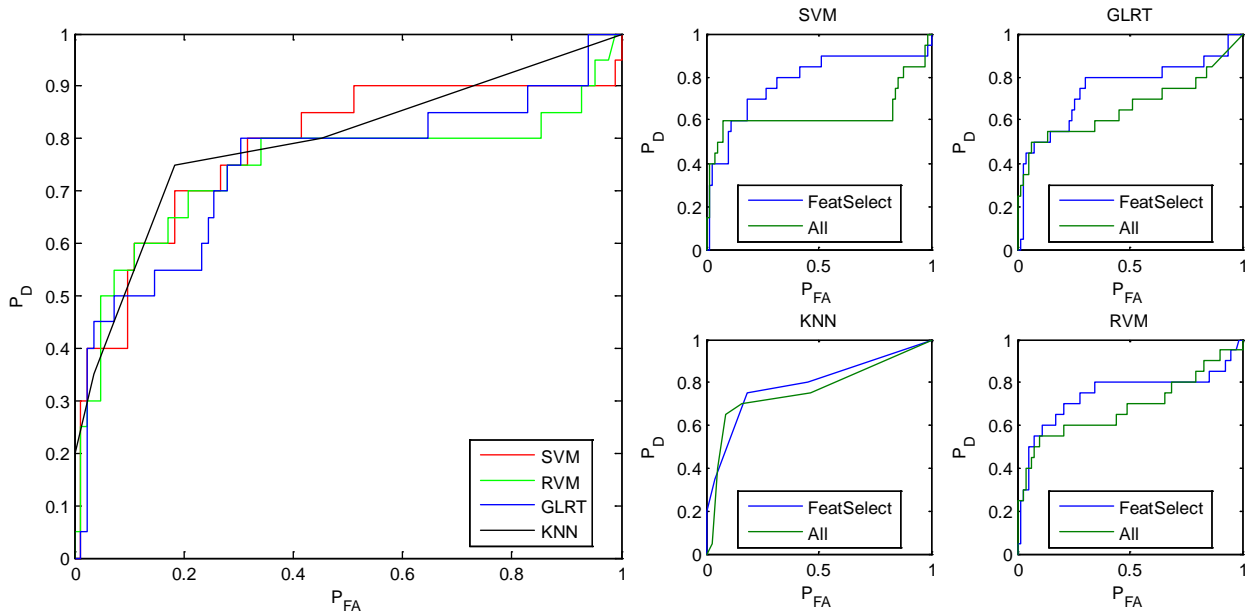 1
0.9
0.8
0.7
0.6
0.5
0.4
0.3
0.2
0.1
0
P_D
0 0.2 0.4 0.6 0.8 1
P_FA
SVM
RVM
GLRT
KNN
SVM
1
0.8
0.6
0.4
0.2
0
P_D
FeatSelect
All
0 0.5 1
P_FA
GLRT
1
0.8
0.6
0.4
0.2
0
P_D
FeatSelect
All
0 0.5 1
P_FA
KNN
1
0.8
0.6
0.4
0.2
0
P_D
FeatSelect
All
0 0.5 1
P_FA
RVM
1
0.8
0.6
0.4
0.2
0
P_D
FeatSelect
All
0 0.5 1
P_FA